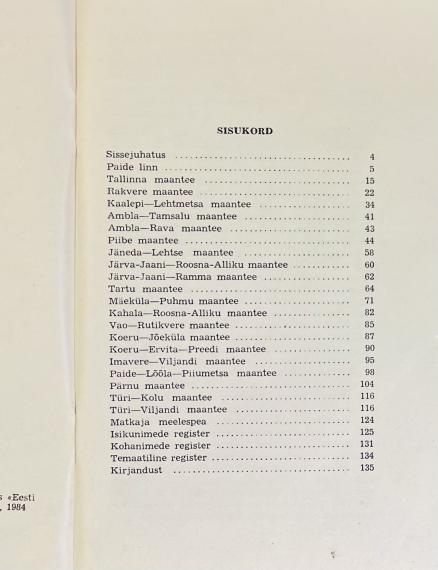 SISUKORD
Sissejuhatus .................................... 4
Paide linn .................................... 5
Tallinna maantee .................................... 15
Rakvere maantee .................................... 22
Kaalepi—Lehtmetsa maantee .................................... 34
Ambla—Tamsalu maantee .................................... 41
Ambla—Rava maantee .................................... 43
Piibe maantee .................................... 44
Jäneda—Lehtse maantee .................................... 58
Järva-Jaani—Roosna-Alliku maantee .................................... 60
Järva-Jaani—Ramma maantee .................................... 62
Tartu maantee .................................... 64
Mäeküla—Puhmu maantee .................................... 71
Kahala—Roosna-Alliku maantee .................................... 82
Vao—Rutikvere maantee .................................... 85
Koeru—Jõeküla maantee .................................... 87
Koeru—Ervita—Preedi maantee .................................... 90
Imavere—Viljandi maantee .................................... 95
Paide—Lõõla—Piiumetsa maantee .................................... 98
Pärnu maantee .................................... 104
Türi—Kolu maantee .................................... 116
Türi—Viljandi maantee .................................... 116
Matkaja meelespea .................................... 124
Isikunimede register .................................... 125
Kohanimede register .................................... 131
Temaatiline register .................................... 134
Kirjandust .................................... 135
s «Eesti
, 1984